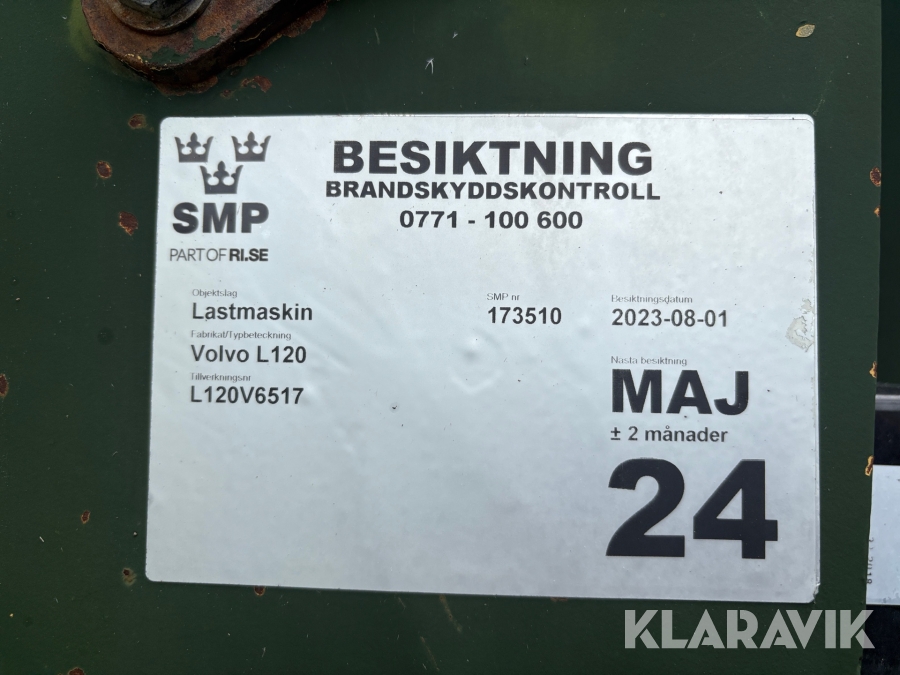 BESIKTNING
BRANDSKYDDSKONTROLL
0771 - 100 600
SMP
PART OF RI.SE
Objektslag
Lastmaskin
Fabrikat/Typbeteckning
Volvo L120
Tillverkningsnr
L120V6517
SMP nr
173510
Besiktningsdatum
2023-08-01
Nästa besiktning
MAJ
± 2 månader
24
KLARAVIK